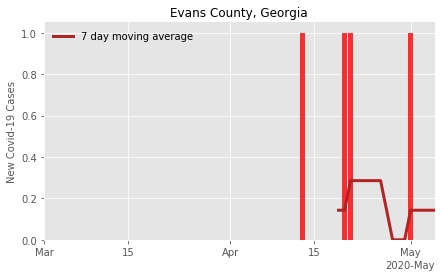 Evans County, Georgia
7 day moving average
New Covid-19 Cases
1.0
0.8
0.6
0.4
0.2
0.0
Mar 15 Apr 15 May
2020-May